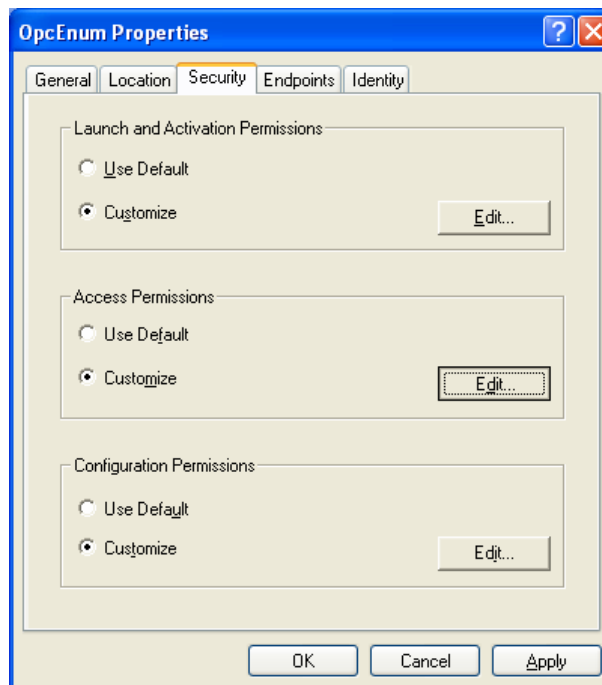 OpcEnum Properties
General Location Security Endpoints Identity
Launch and Activation Permissions
Use Default
Customize
Edit...
Access Permissions
Use Default
Customize
Edit...
Configuration Permissions
Use Default
Customize
Edit...
OK Cancel Apply